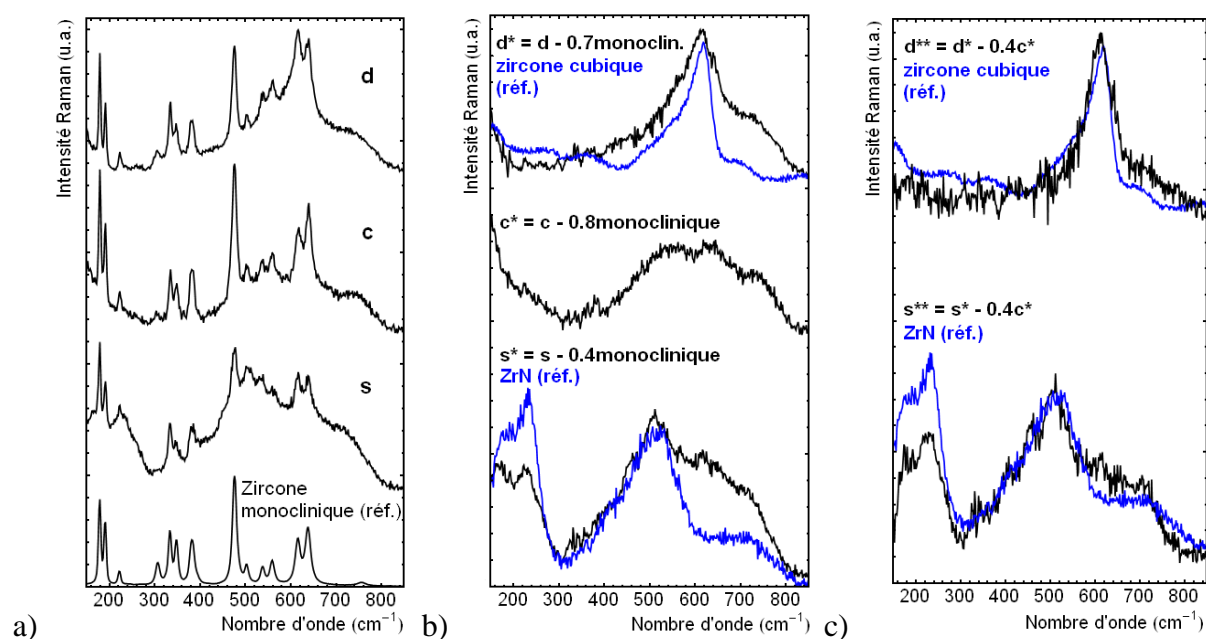 Intensité Raman (u.a.)
d
c
s
Zircone
monoclinique (réf.)
200 300 400 500 600 700 800
Nombre d'onde (cm⁻¹)
a)
Intensité Raman (u.a.)
d* = d - 0.7monoclin.
zircone cubique
(réf.)
c* = c - 0.8monoclinique
s* = s - 0.4monoclinique
ZrN (réf.)
200 300 400 500 600 700 800
Nombre d'onde (cm⁻¹)
b)
Intensité Raman (u.a.)
d** = d* - 0.4c*
zircone cubique
(réf.)
s** = s* - 0.4c*
ZrN (réf.)
200 300 400 500 600 700 800
Nombre d'onde (cm⁻¹)
c)